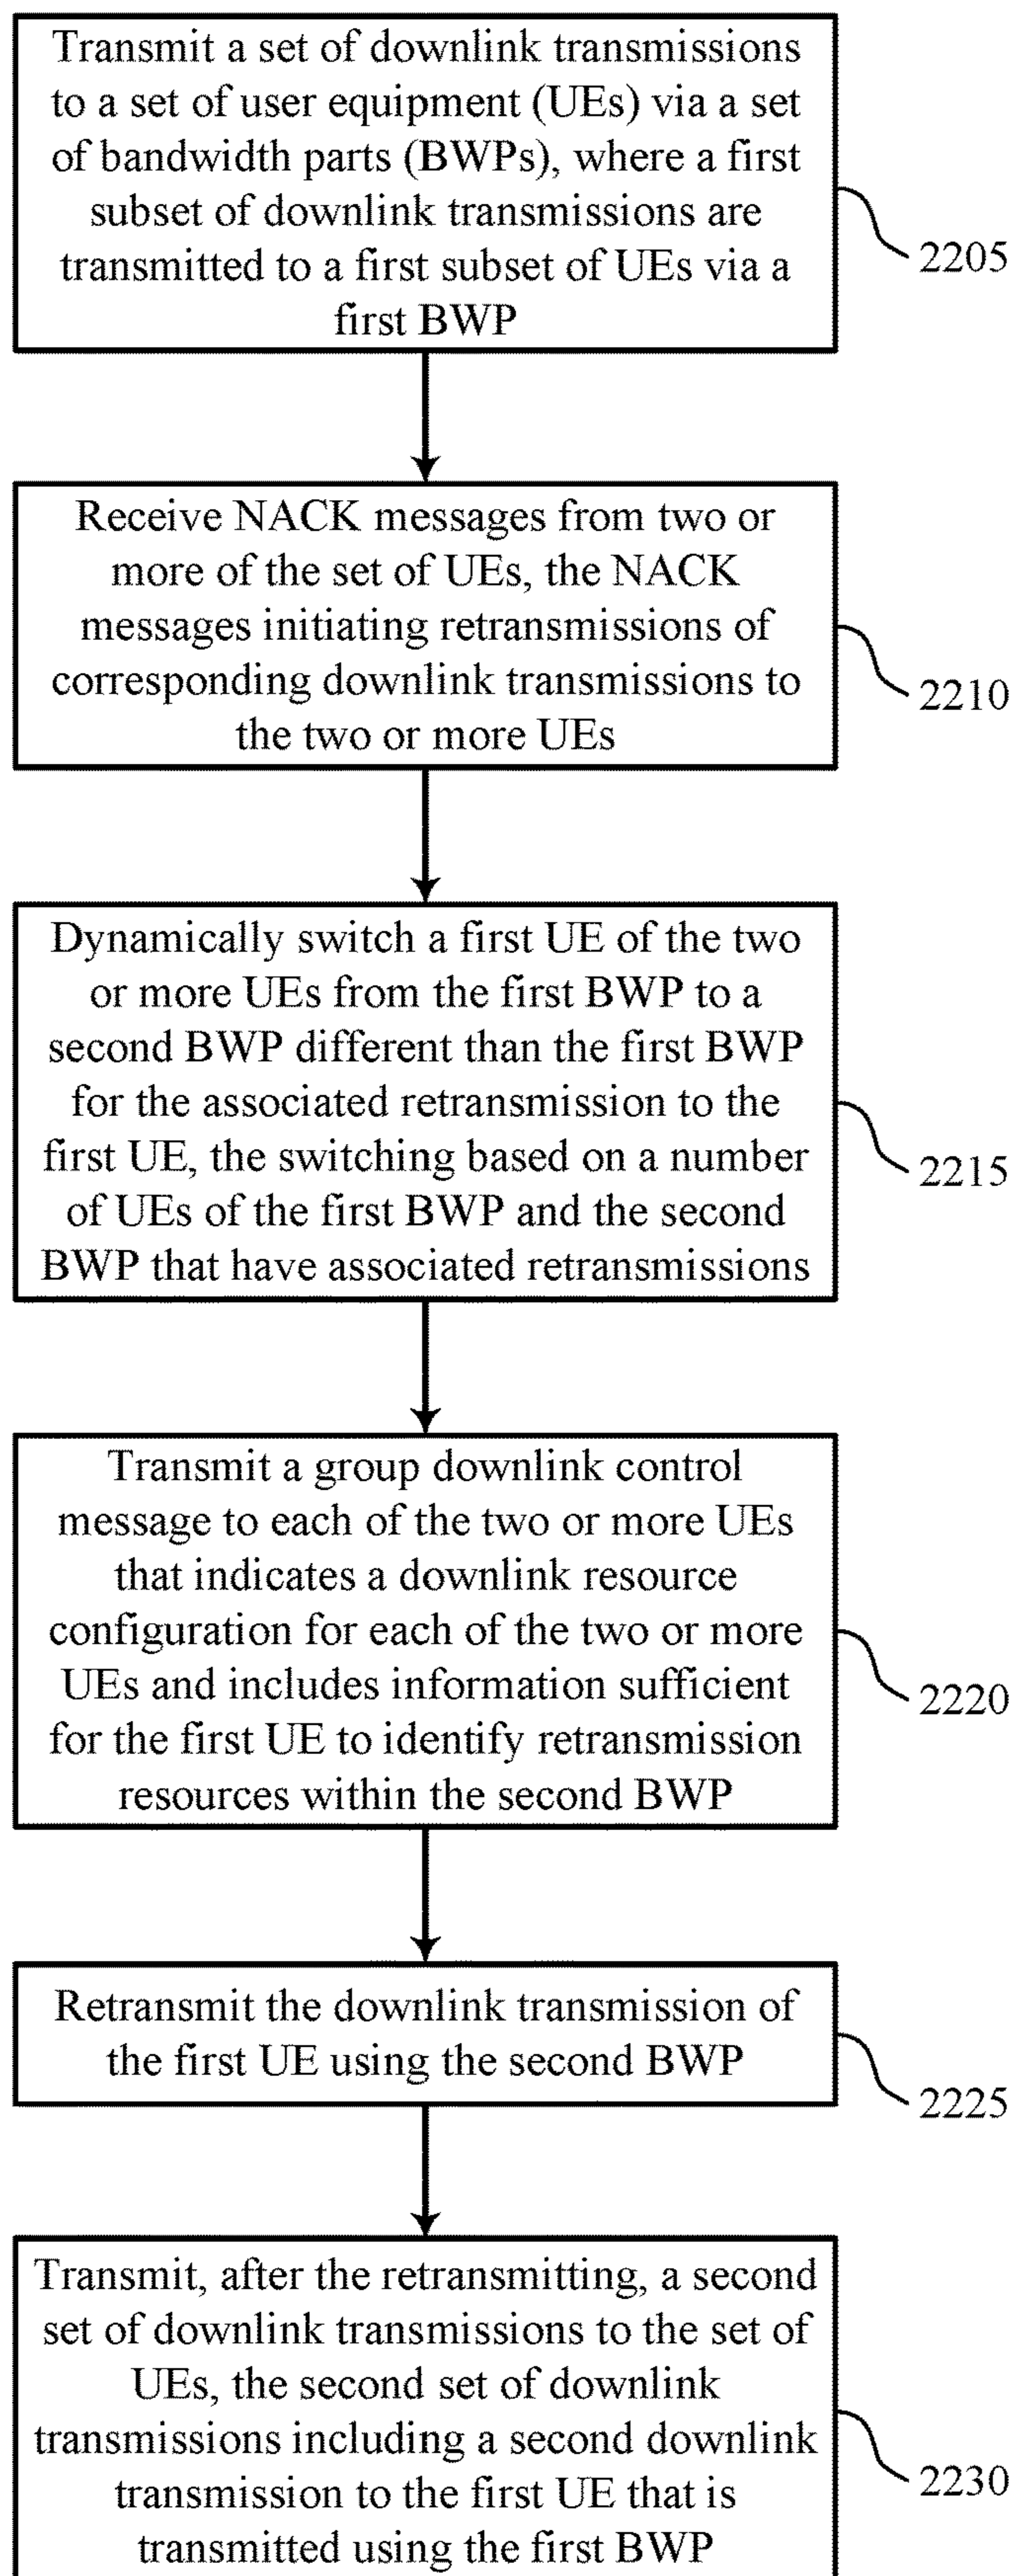 Transmit a set of downlink transmissions
to a set of user equipment (UEs) via a set
of bandwidth parts (BWPs), where a first
subset of downlink transmissions are
transmitted to a first subset of UEs via a
first BWP
2205
Receive NACK messages from two or
more of the set of UEs, the NACK
messages initiating retransmissions of
corresponding downlink transmissions to
the two or more UEs
2210
Dynamically switch a first UE of the two
or more UEs from the first BWP to a
second BWP different than the first BWP
for the associated retransmission to the
first UE, the switching based on a number
of UEs of the first BWP and the second
BWP that have associated retransmissions
2215
Transmit a group downlink control
message to each of the two or more UEs
that indicates a downlink resource
configuration for each of the two or more
UEs and includes information sufficient
for the first UE to identify retransmission
resources within the second BWP
2220
Retransmit the downlink transmission of
the first UE using the second BWP
2225
Transmit, after the retransmitting, a second
set of downlink transmissions to the set of
UEs, the second set of downlink
transmissions including a second downlink
transmission to the first UE that is
transmitted using the first BWP
2230